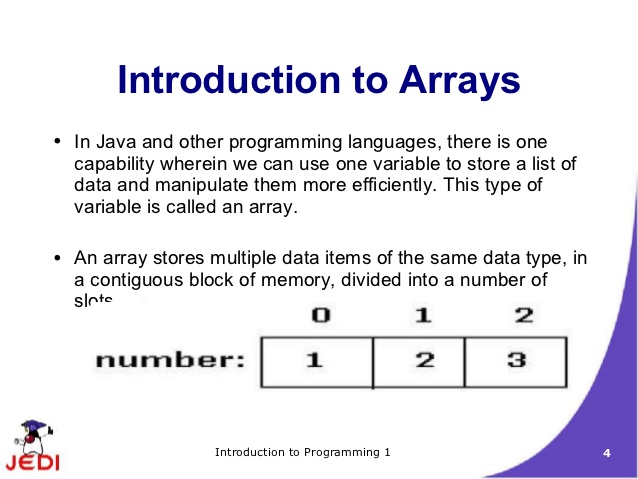 Introduction to Arrays
• In Java and other programming languages, there is one
capability wherein we can use one variable to store a list of
data and manipulate them more efficiently. This type of
variable is called an array.
• An array stores multiple data items of the same data type, in
a contiguous block of memory, divided into a number of
slots.
0 1 2
number: 1 2 3
JEDI
Introduction to Programming 1
4